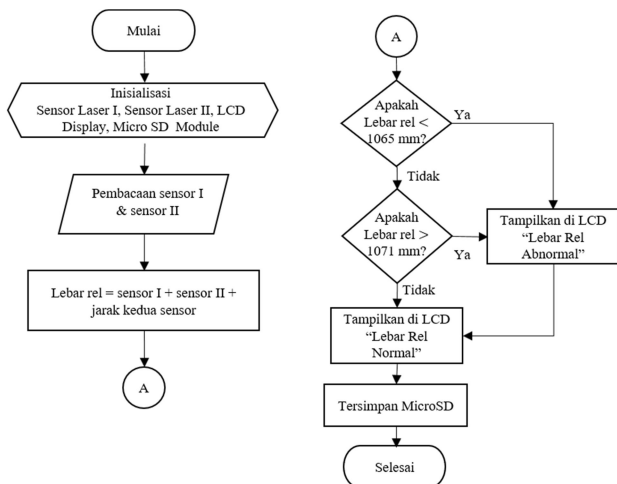 Mulai
Inisialisasi
Sensor Laser I, Sensor Laser II, LCD
Display, Micro SD Module
Pembacaan sensor I
& sensor II
Lebar rel = sensor I + sensor II +
jarak kedua sensor
A
A
Apakah
Lebar rel <
1065 mm?
Ya
Tidak
Apakah
Lebar rel >
1071 mm?
Ya
Tampilkan di LCD
“Lebar Rel
Abnormal”
Tidak
Tampilkan di LCD
“Lebar Rel
Normal”
Tersimpan MicroSD
Selesai